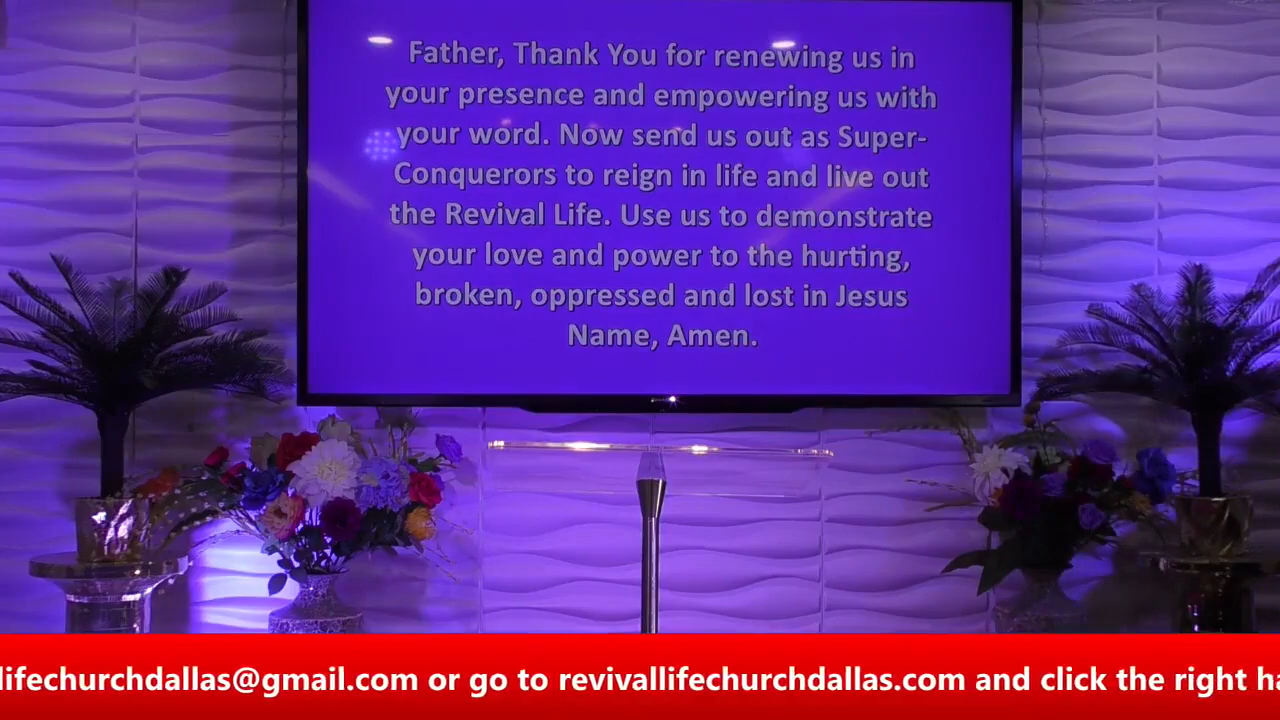 Father, Thank You for renewing us in
your presence and empowering us with
your word. Now send us out as Super-
Conquerors to reign in life and live out
the Revival Life. Use us to demonstrate
your love and power to the hurting,
broken, oppressed and lost in Jesus
Name, Amen.
lifechurchdallas@gmail.com or go to revivallifechurchdallas.com and click the right ha